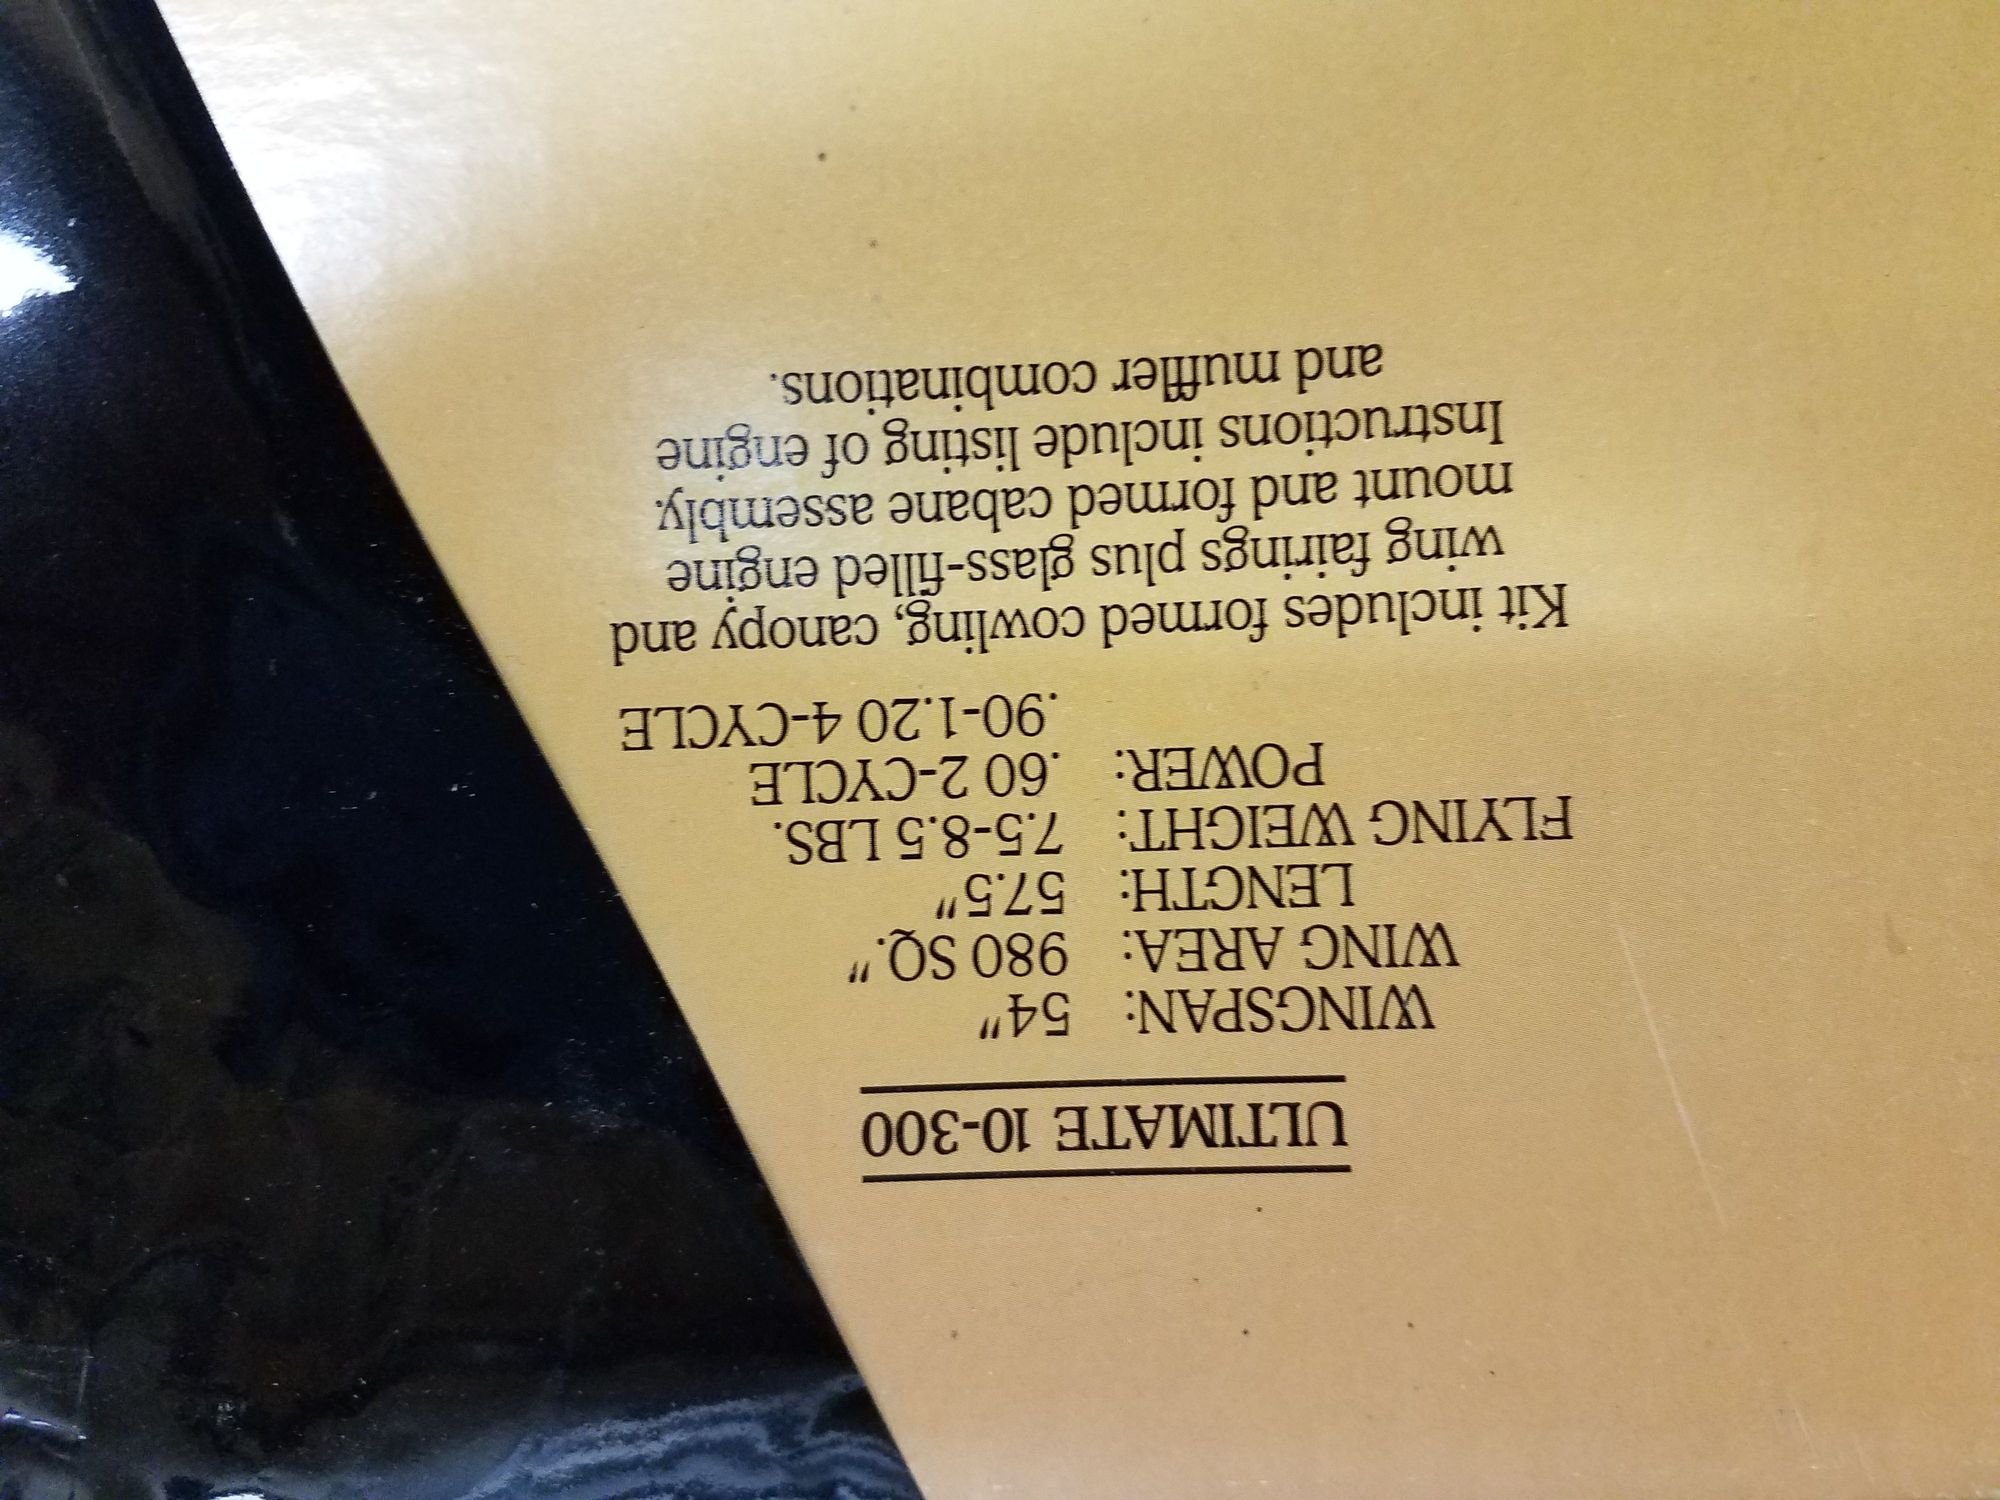 ULTIMATE 10-300
WINGSPAN: 54"
WING AREA: 980 SQ."
LENGTH: 57.5"
FLYING WEIGHT: 7.5-8.5 LBS.
POWER: .60 2-CYCLE
.90-1.20 4-CYCLE
Kit includes formed cowling, canopy and
wing fairings plus glass-filled engine
mount and formed cabane assembly.
Instructions include listing of engine
and muffler combinations.